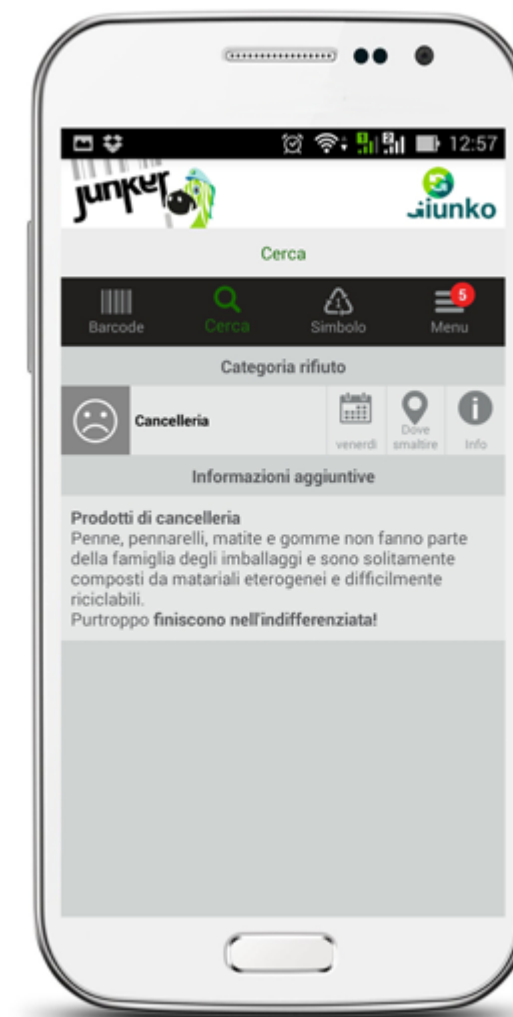 12:57
junker
Giunko
Cerca
Barcode
Cerca
Simbolo
Menu
5
Categoria rifiuto
Cancelleria
venerdì
Dove
smaltire
Info
Informazioni aggiuntive
Prodotti di cancelleria
Penne, pennarelli, matite e gomme non fanno parte
della famiglia degli imballaggi e sono solitamente
composti da matariali eterogenei e difficilmente
riciclabili.
Purtroppo finiscono nell'indifferenziata!